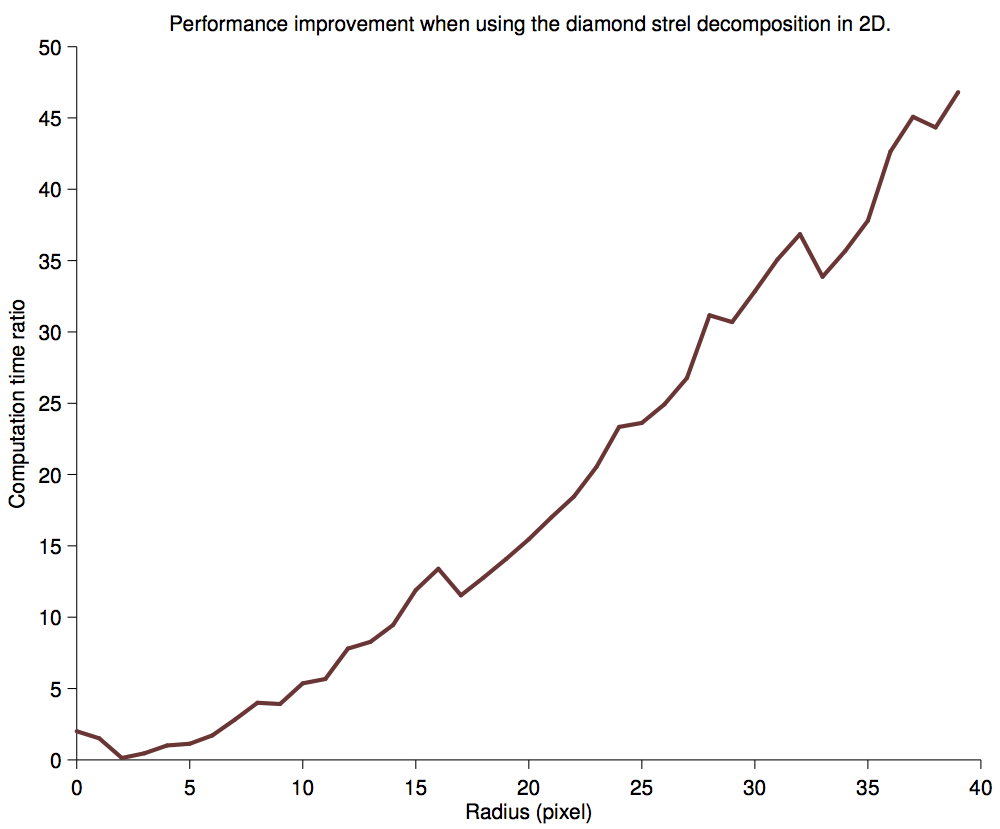 Performance improvement when using the diamond strel decomposition in 2D.
50
45
40
35
30
25
20
15
10
5
0
Computation time ratio
0 5 10 15 20 25 30 35 40
Radius (pixel)